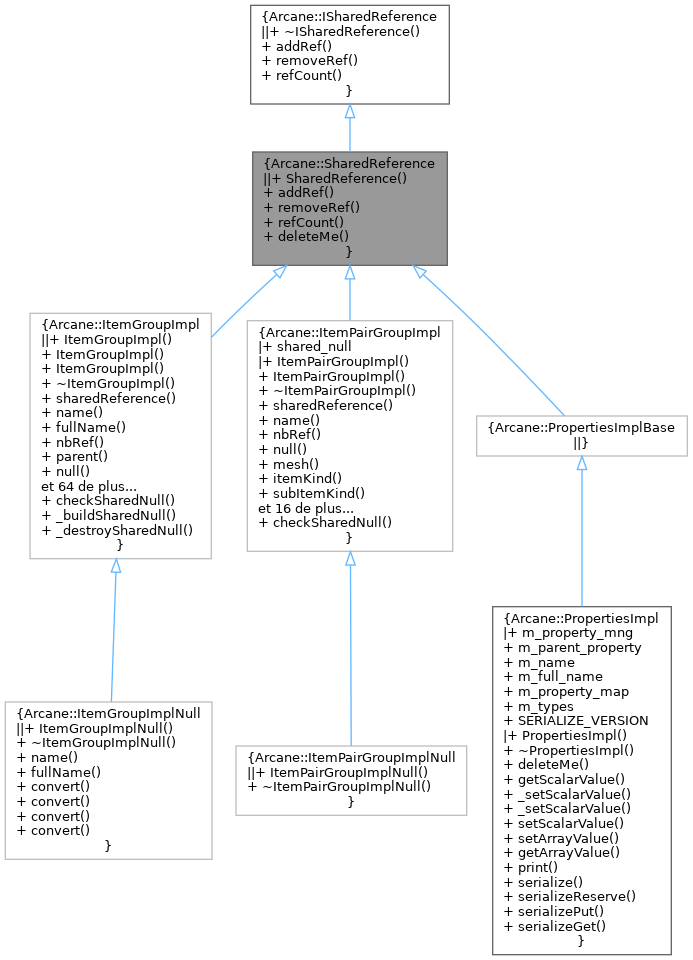 {Arcane::ISharedReference
||+ ~ISharedReference()
+ addRef()
+ removeRef()
+ refCount()
}
{Arcane::SharedReference
||+ SharedReference()
+ addRef()
+ removeRef()
+ refCount()
+ deleteMe()
}
{Arcane::ItemGroupImpl
||+ ItemGroupImpl()
+ ItemGroupImpl()
+ ItemGroupImpl()
+ ~ItemGroupImpl()
+ sharedReference()
+ name()
+ fullName()
+ nbRef()
+ parent()
+ null()
et 64 de plus...
+ checkSharedNull()
+ _buildSharedNull()
+ _destroySharedNull()
}
{Arcane::ItemPairGroupImpl
|+ shared_null
|+ ItemPairGroupImpl()
+ ItemPairGroupImpl()
+ ~ItemPairGroupImpl()
+ sharedReference()
+ name()
+ nbRef()
+ null()
+ mesh()
+ itemKind()
+ subItemKind()
et 16 de plus...
+ checkSharedNull()
}
{Arcane::PropertiesImplBase
||}
{Arcane::ItemGroupImplNull
||+ ItemGroupImplNull()
+ ~ItemGroupImplNull()
+ name()
+ fullName()
+ convert()
+ convert()
+ convert()
+ convert()
}
{Arcane::ItemPairGroupImplNull
||+ ItemPairGroupImplNull()
+ ~ItemPairGroupImplNull()
}
{Arcane::PropertiesImpl
|+ m_property_mng
+ m_parent_property
+ m_name
+ m_full_name
+ m_property_map
+ m_types
+ SERIALIZE_VERSION
|+ PropertiesImpl()
+ ~PropertiesImpl()
+ deleteMe()
+ getScalarValue()
+ _setScalarValue()
+ _setScalarValue()
+ setScalarValue()
+ setArrayValue()
+ getArrayValue()
+ print()
+ serialize()
+ serializeReserve()
+ serializePut()
+ serializeGet()
}